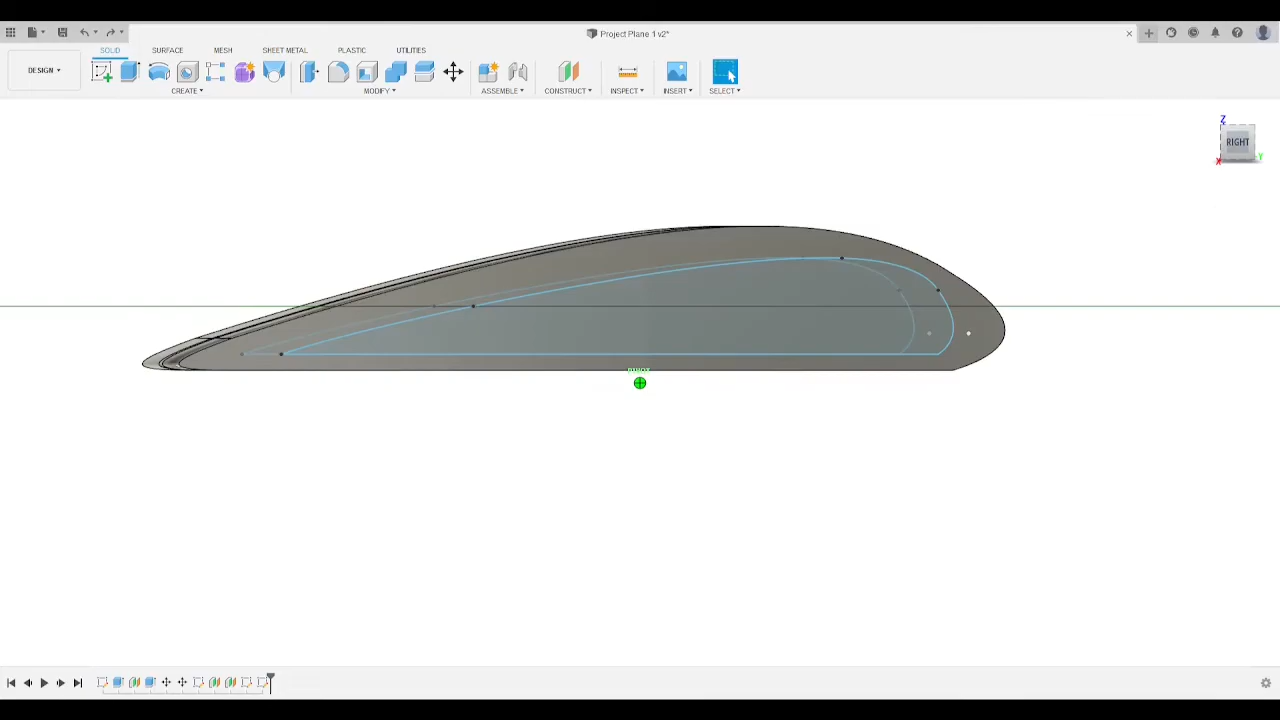 Project Plane 1 v2*
SOLID SURFACE MESH SHEET METAL PLASTIC UTILITIES
DESIGN
CREATE MODIFY ASSEMBLE CONSTRUCT INSPECT INSERT SELECT
Z
RIGHT
X
Y